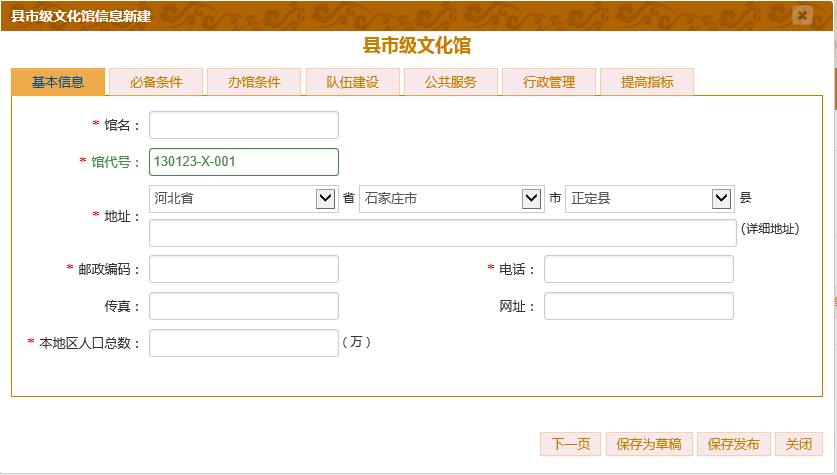 县市级文化馆信息新建
县市级文化馆
基本信息 必备条件 办馆条件 队伍建设 公共服务 行政管理 提高指标
* 馆名：
* 馆代号： 130123-X-001
* 地址： 河北省 省 石家庄市 市 正定县 县
(详细地址)
* 邮政编码： * 电话：
传真： 网址：
* 本地区人口总数： (万)
下一页 保存为草稿 保存发布 关闭